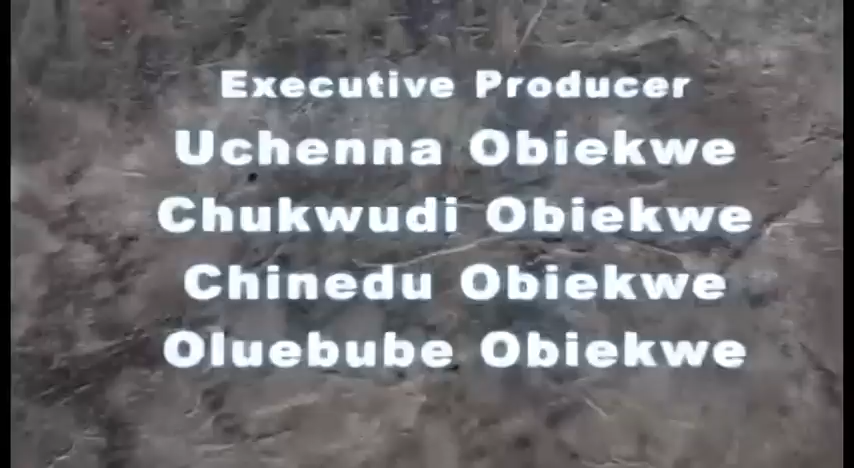 Executive Producer
Uchenna Obiekwe
Chukwudi Obiekwe
Chinedu Obiekwe
Oluebube Obiekwe